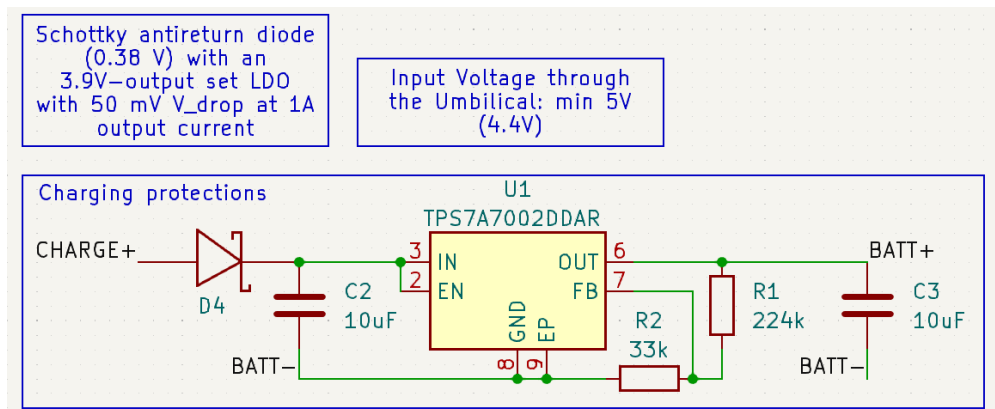 Schottky antireturn diode
(0.38 V) with an
3.9V-output set LDO
with 50 mV V_drop at 1A
output current
Input Voltage through
the Umbilical: min 5V
(4.4V)
Charging protections
U1
TPS7A7002DDAR
CHARGE+
3
IN
OUT
6
BATT+
2
EN
FB
7
D4
C2
10uF
GND
EP
R2
33k
R1
224k
C3
10uF
BATT-
8
9
BATT-